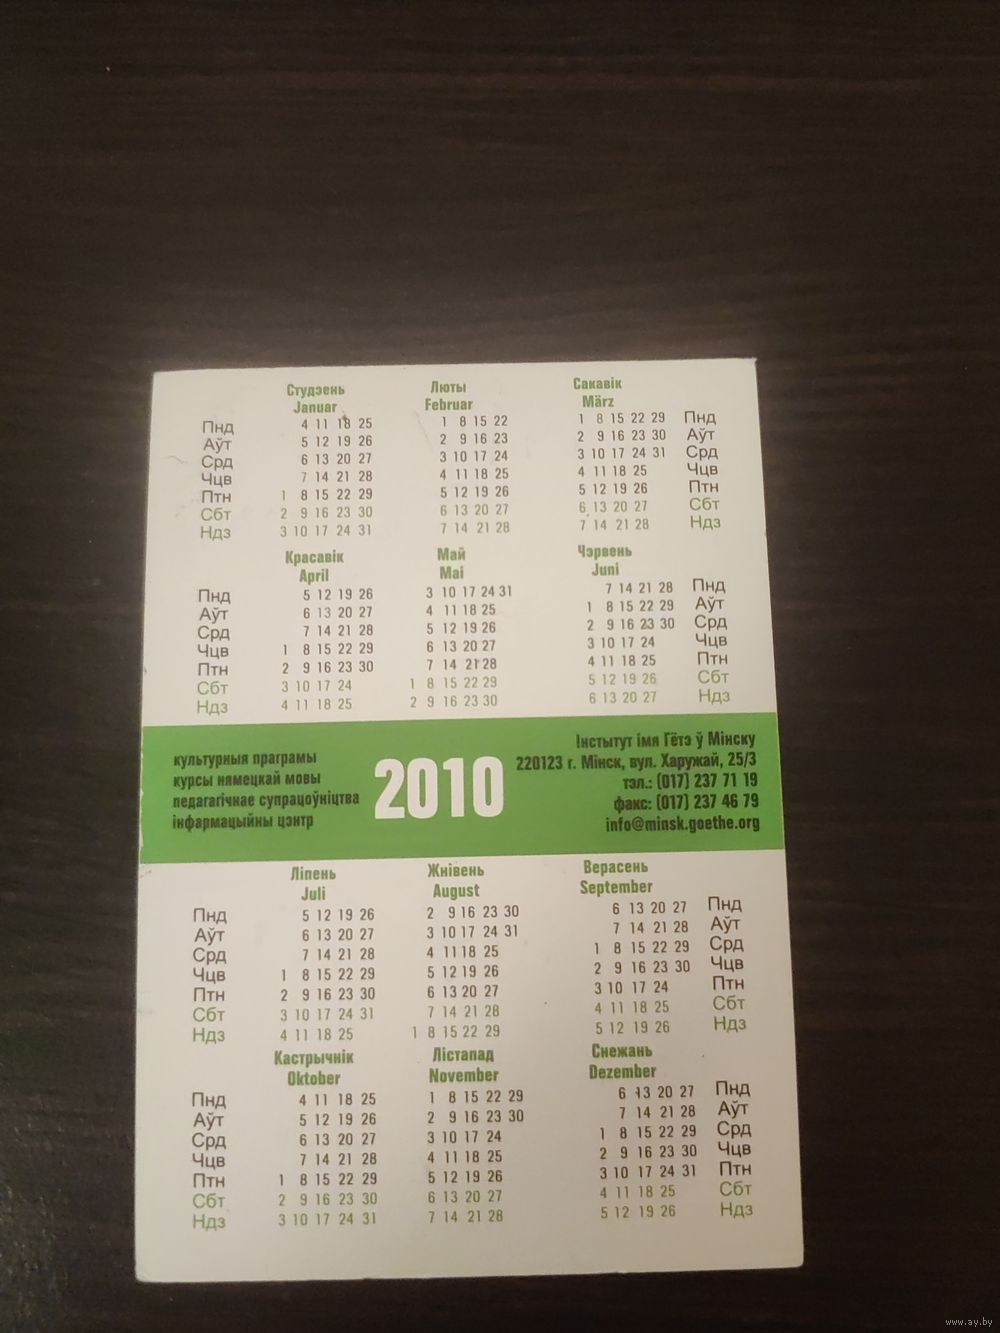 Студзень Люты Сакавік
Januar Februar März
Пнд 4 11 18 25 1 8 15 22 1 8 15 22 29 Пнд
Аўт 5 12 19 26 2 9 16 23 2 9 16 23 30 Аўт
Срд 6 13 20 27 3 10 17 24 3 10 17 24 31 Срд
Чцв 7 14 21 28 4 11 18 25 4 11 18 25 Чцв
Птн 1 8 15 22 29 5 12 19 26 5 12 19 26 Птн
Сбт 2 9 16 23 30 6 13 20 27 6 13 20 27 Сбт
Ндз 3 10 17 24 31 7 14 21 28 7 14 21 28 Ндз
Красавік Май Чэрвень
April Mai Juni
Пнд 5 12 19 26 3 10 17 24 31 7 14 21 28 Пнд
Аўт 6 13 20 27 4 11 18 25 1 8 15 22 29 Аўт
Срд 7 14 21 28 5 12 19 26 2 9 16 23 30 Срд
Чцв 1 8 15 22 29 6 13 20 27 3 10 17 24 Чцв
Птн 2 9 16 23 30 7 14 21 28 4 11 18 25 Птн
Сбт 3 10 17 24 1 8 15 22 29 5 12 19 26 Сбт
Ндз 4 11 18 25 2 9 16 23 30 6 13 20 27 Ндз
культурныя праграмы
курсы нямецкай мовы
педагагічнае супрацоўніцтва
інфармацыйны цэнтр
2010
Інстытут імя Гётэ ў Мінску
220123 г. Мінск, вул. Харужай, 25/3
тэл.: (017) 237 71 19
факс: (017) 237 46 79
info@minsk.goethe.org
Ліпень Жнівень Верасень
Juli August September
Пнд 5 12 19 26 2 9 16 23 30 6 13 20 27 Пнд
Аўт 6 13 20 27 3 10 17 24 31 7 14 21 28 Аўт
Срд 7 14 21 28 4 11 18 25 1 8 15 22 29 Срд
Чцв 1 8 15 22 29 5 12 19 26 2 9 16 23 30 Чцв
Птн 2 9 16 23 30 6 13 20 27 3 10 17 24 Птн
Сбт 3 10 17 24 31 7 14 21 28 4 11 18 25 Сбт
Ндз 4 11 18 25 1 8 15 22 29 5 12 19 26 Ндз
Кастрычнік Лістапад Снежань
Oktober November Dezember
Пнд 4 11 18 25 1 8 15 22 29 6 13 20 27 Пнд
Аўт 5 12 19 26 2 9 16 23 30 7 14 21 28 Аўт
Срд 6 13 20 27 3 10 17 24 1 8 15 22 29 Срд
Чцв 7 14 21 28 4 11 18 25 2 9 16 23 30 Чцв
Птн 1 8 15 22 29 5 12 19 26 3 10 17 24 31 Птн
Сбт 2 9 16 23 30 6 13 20 27 4 11 18 25 Сбт
Ндз 3 10 17 24 31 7 14 21 28 5 12 19 26 Ндз
www.ay.by